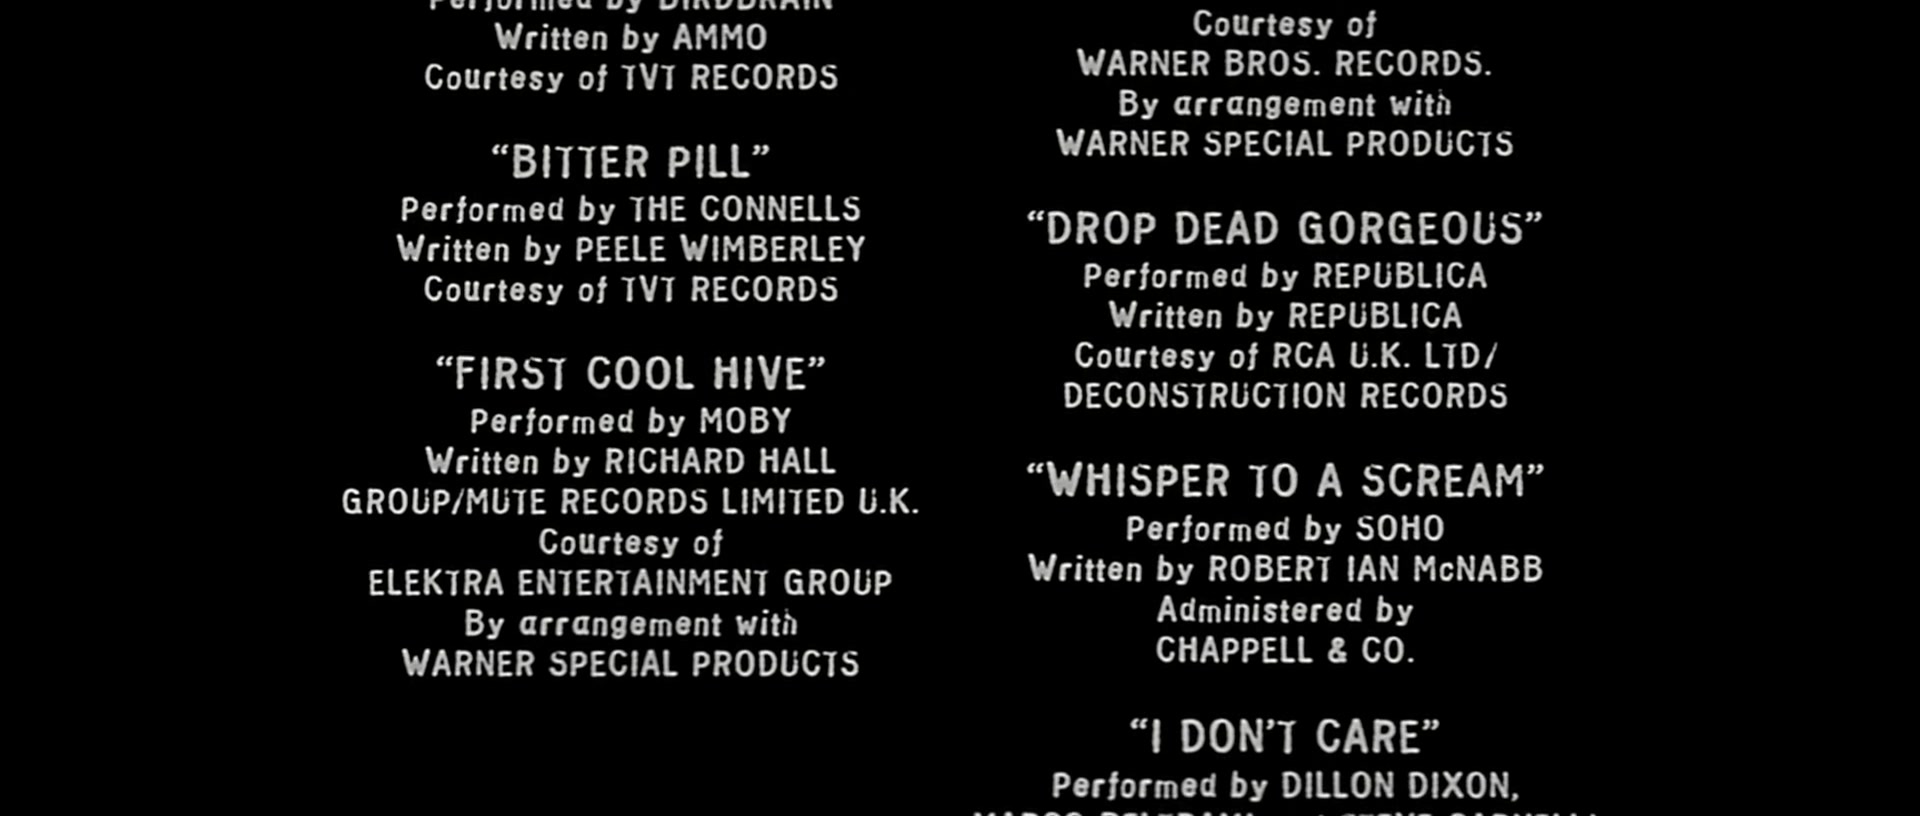 Performed by BIRDBRAIN
Written by AMMO
Courtesy of TVT RECORDS
“BITTER PILL”
Performed by THE CONNELLS
Written by PEELE WIMBERLEY
Courtesy of TVT RECORDS
“FIRST COOL HIVE”
Performed by MOBY
Written by RICHARD HALL
GROUP/MUTE RECORDS LIMITED U.K.
Courtesy of
ELEKTRA ENTERTAINMENT GROUP
By arrangement with
WARNER SPECIAL PRODUCTS
Courtesy of
WARNER BROS. RECORDS.
By arrangement with
WARNER SPECIAL PRODUCTS
“DROP DEAD GORGEOUS”
Performed by REPUBLICA
Written by REPUBLICA
Courtesy of RCA U.K. LTD/
DECONSTRUCTION RECORDS
“WHISPER TO A SCREAM”
Performed by SOHO
Written by ROBERT IAN McNABB
Administered by
CHAPPELL & CO.
“I DON’T CARE”
Performed by DILLON DIXON,